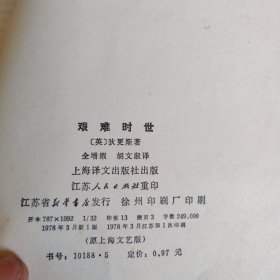 艰难时世
〔英〕狄更斯著
全增嘏 胡文淑译
上海译文出版社出版
江苏人民出版社重印
江苏省新华书店发行 徐州印刷厂印刷
开本787×1092 1/32 印张13 插页3 字数249,000
1978年3月新1版 1978年3月江苏第1次印刷
(原上海文艺版)
书号:10188·5 定价:0.97元